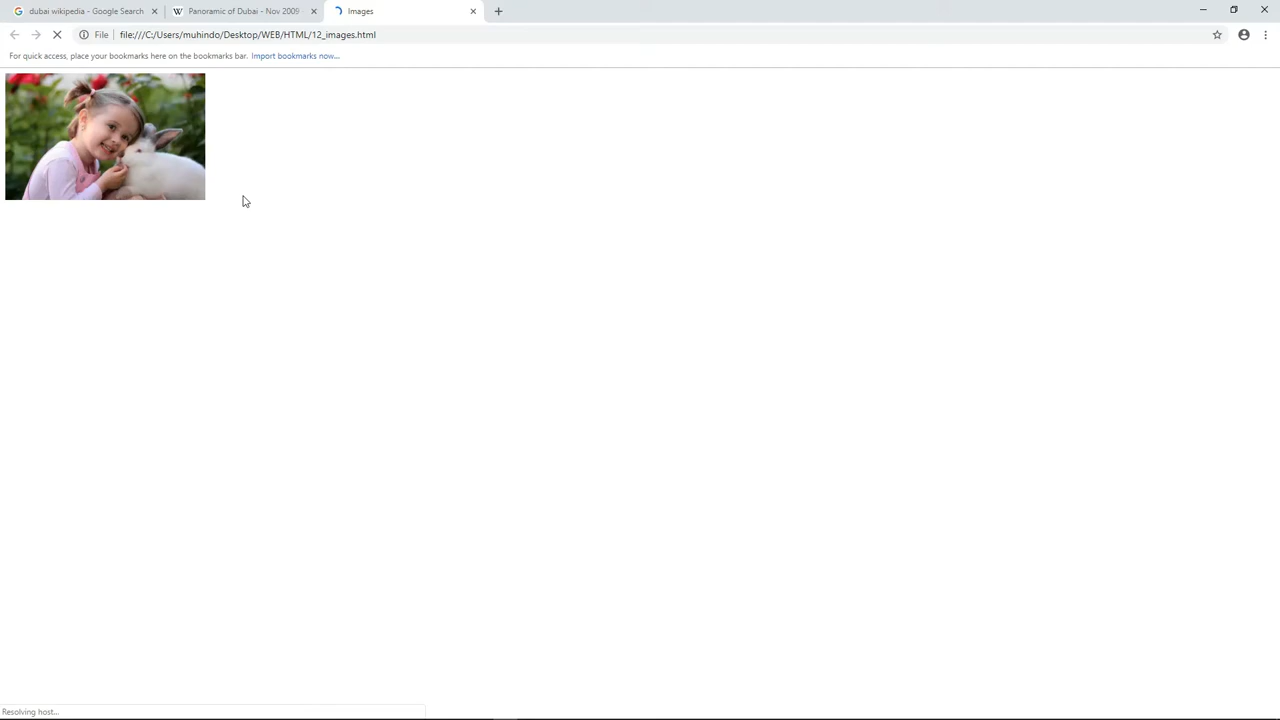 dubai wikipedia - Google Search
Panoramic of Dubai - Nov 2009
Images
File
file:///C:/Users/muhindo/Desktop/WEB/HTML/12_images.html
For quick access, place your bookmarks here on the bookmarks bar. Import bookmarks now...
Resolving host...